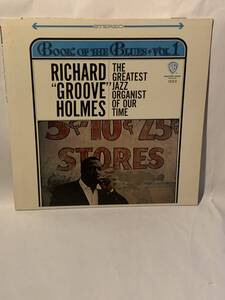 STEREO
BOOK OF THE BLUES • VOL. 1
RICHARD
"GROOVE"
HOLMES
THE
GREATEST
JAZZ
ORGANIST
OF OUR
TIME
5¢-10¢ 25¢
STORES